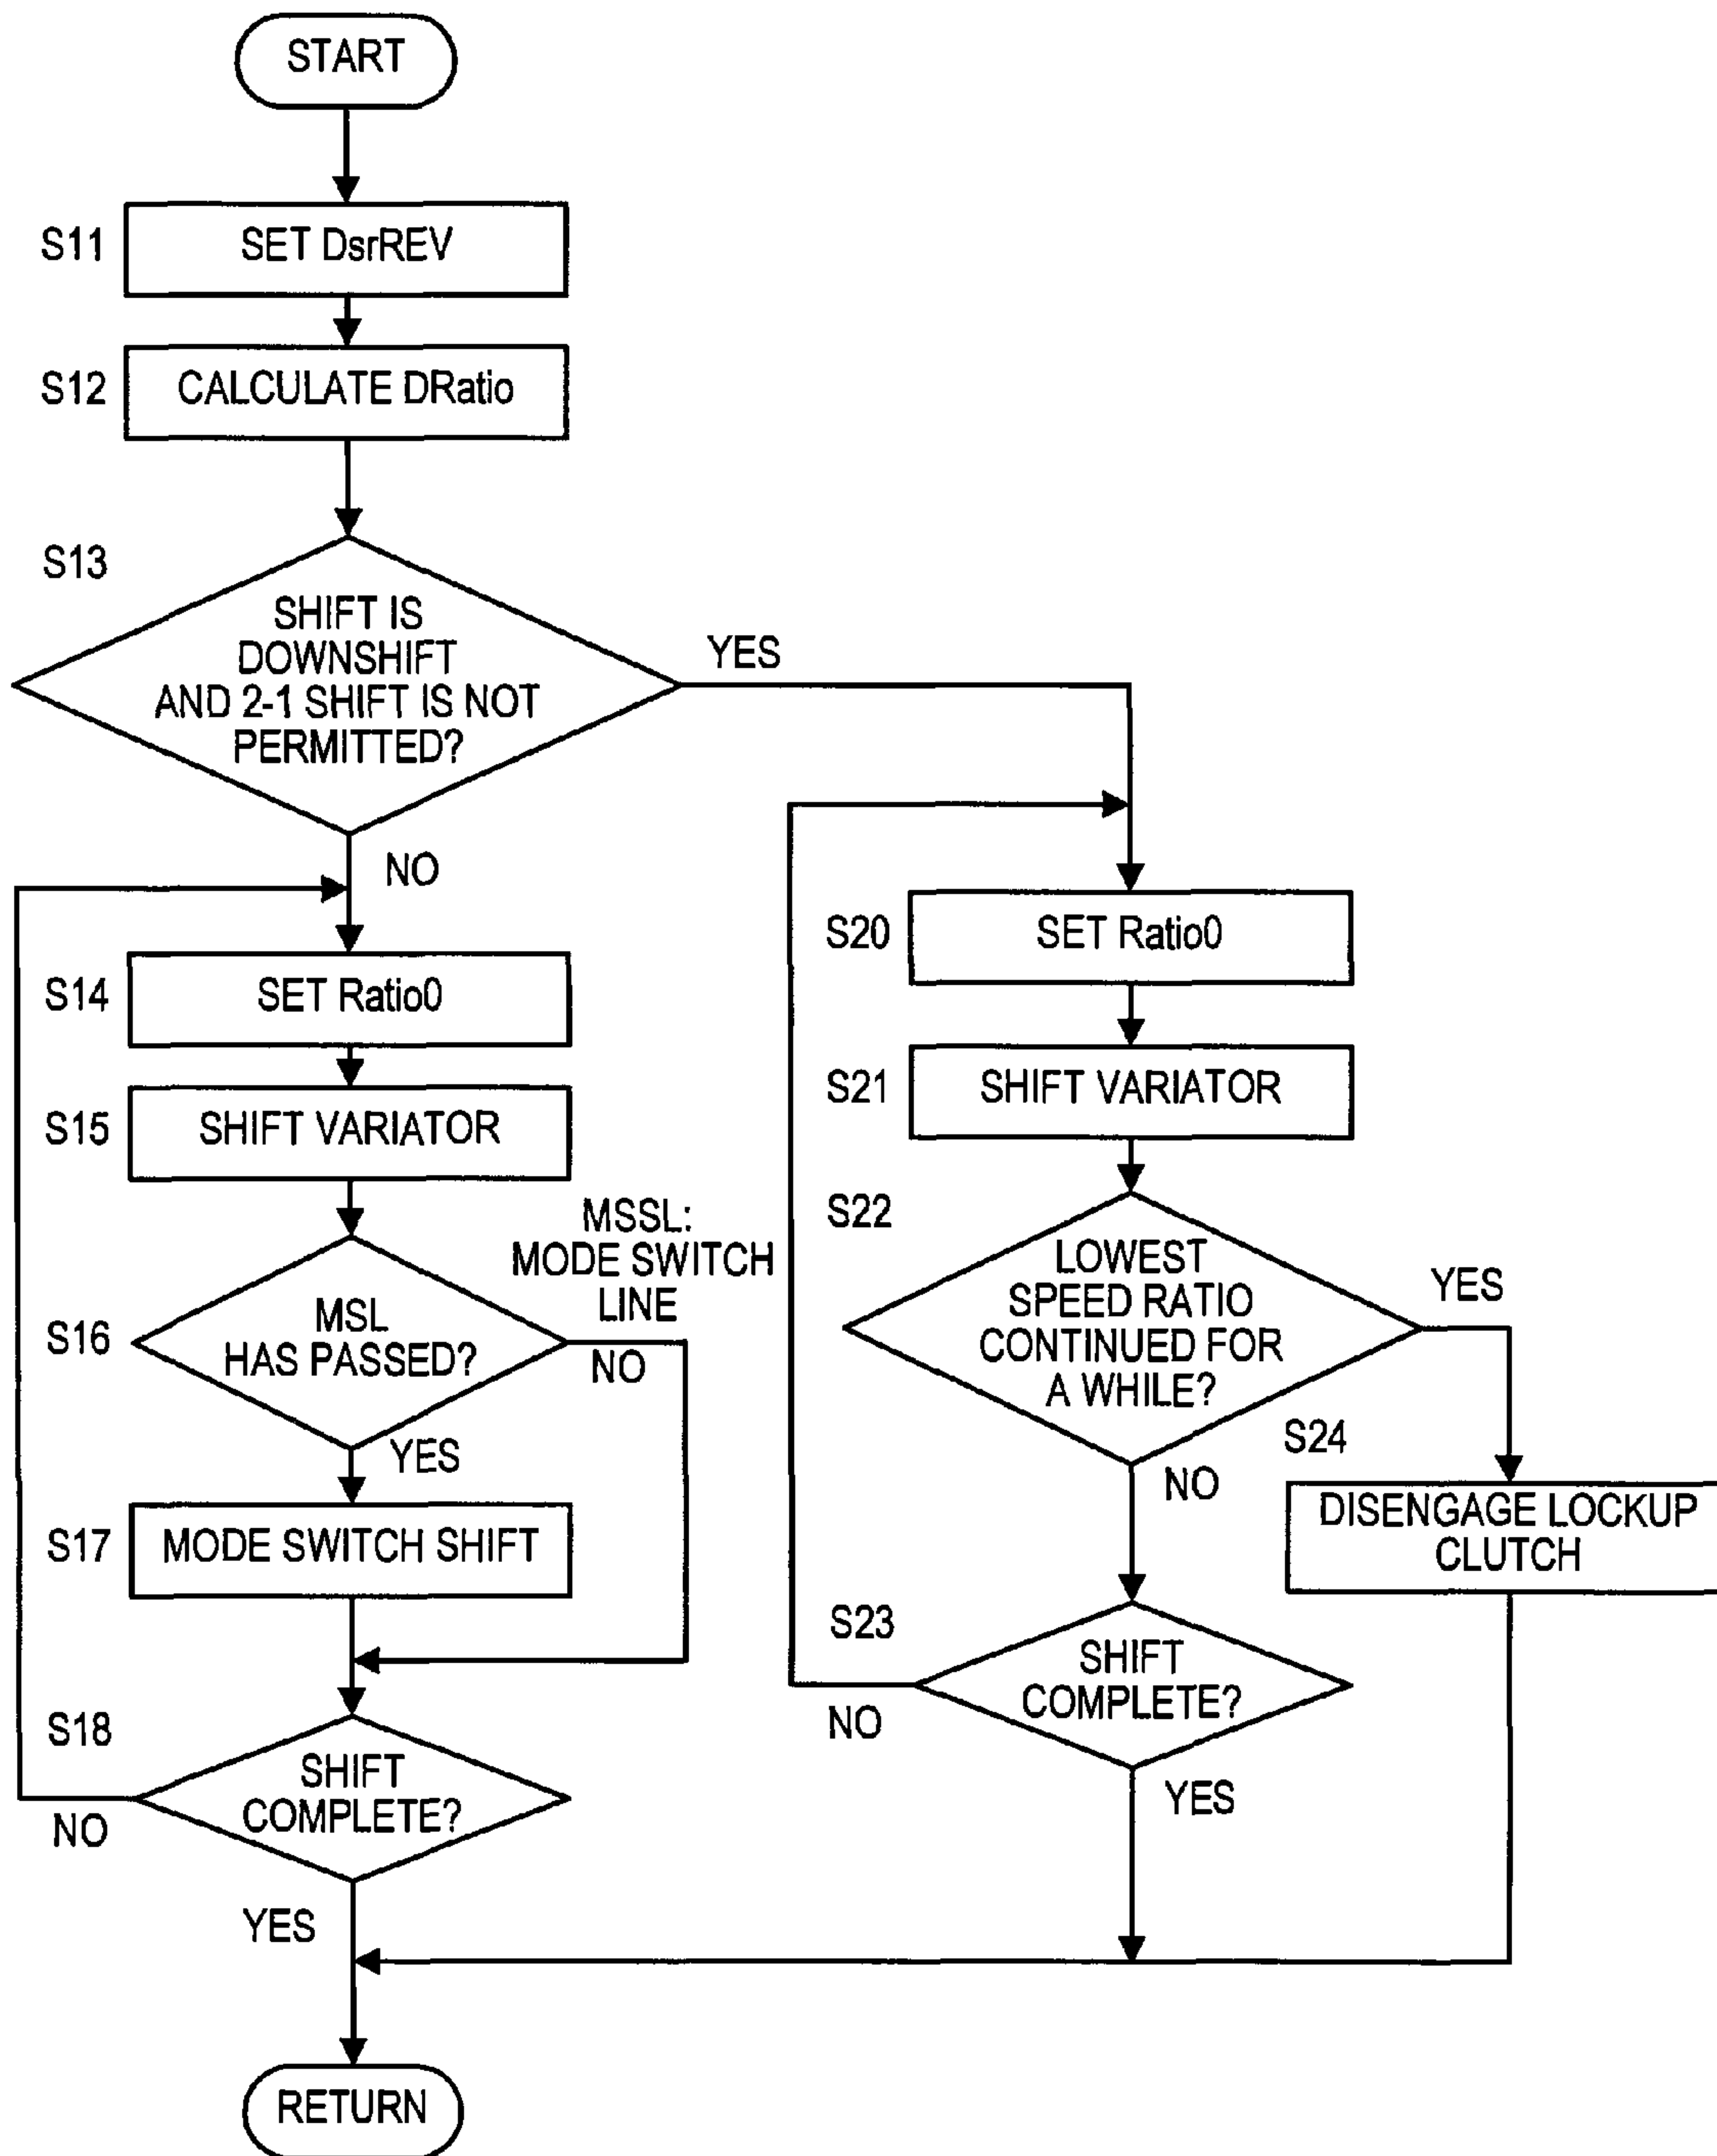 START
S11
SET DsrREV
S12
CALCULATE DRatio
S13
SHIFT IS
DOWNSHIFT
AND 2-1 SHIFT IS NOT
PERMITTED?
YES
NO
S14
SET Ratio0
S15
SHIFT VARIATOR
MSSL:
MODE SWITCH
LINE
S16
MSL
HAS PASSED?
NO
YES
S17
MODE SWITCH SHIFT
S18
SHIFT
COMPLETE?
NO
YES
S20
SET Ratio0
S21
SHIFT VARIATOR
S22
LOWEST
SPEED RATIO
CONTINUED FOR
A WHILE?
YES
NO
S24
DISENGAGE LOCKUP
CLUTCH
S23
SHIFT
COMPLETE?
NO
YES
RETURN